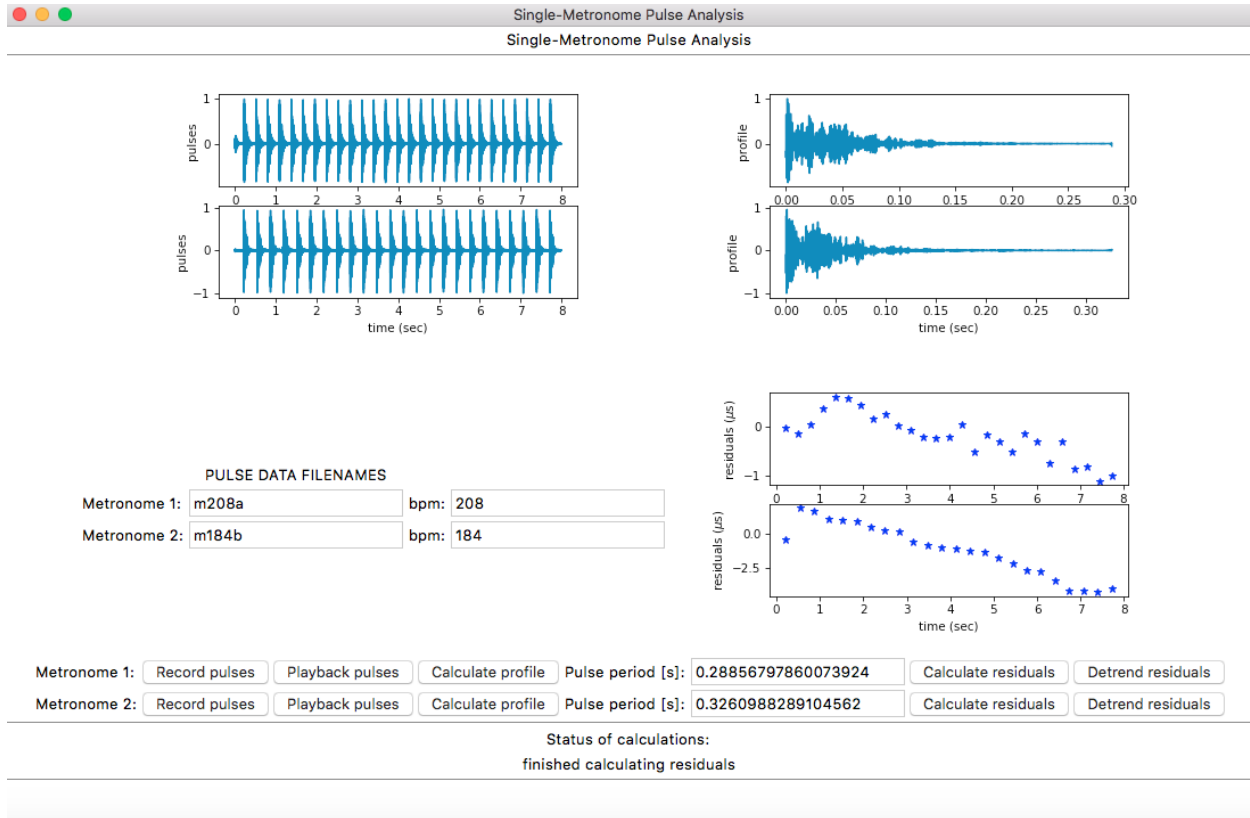 Single-Metronome Pulse Analysis
Single-Metronome Pulse Analysis
1
0
pulses
0 1 2 3 4 5 6 7 8
1
0
−1
pulses
0 1 2 3 4 5 6 7 8
time (sec)
1
0
profile
0.00 0.05 0.10 0.15 0.20 0.25 0.30
1
0
−1
profile
0.00 0.05 0.10 0.15 0.20 0.25 0.30
time (sec)
0
−1
residuals (μs)
0 1 2 3 4 5 6 7 8
0.0
−2.5
residuals (μs)
0 1 2 3 4 5 6 7 8
time (sec)
PULSE DATA FILENAMES
Metronome 1: m208a bpm: 208
Metronome 2: m184b bpm: 184
Metronome 1: Record pulses Playback pulses Calculate profile Pulse period [s]: 0.28856797860073924 Calculate residuals Detrend residuals
Metronome 2: Record pulses Playback pulses Calculate profile Pulse period [s]: 0.3260988289104562 Calculate residuals Detrend residuals
Status of calculations:
finished calculating residuals